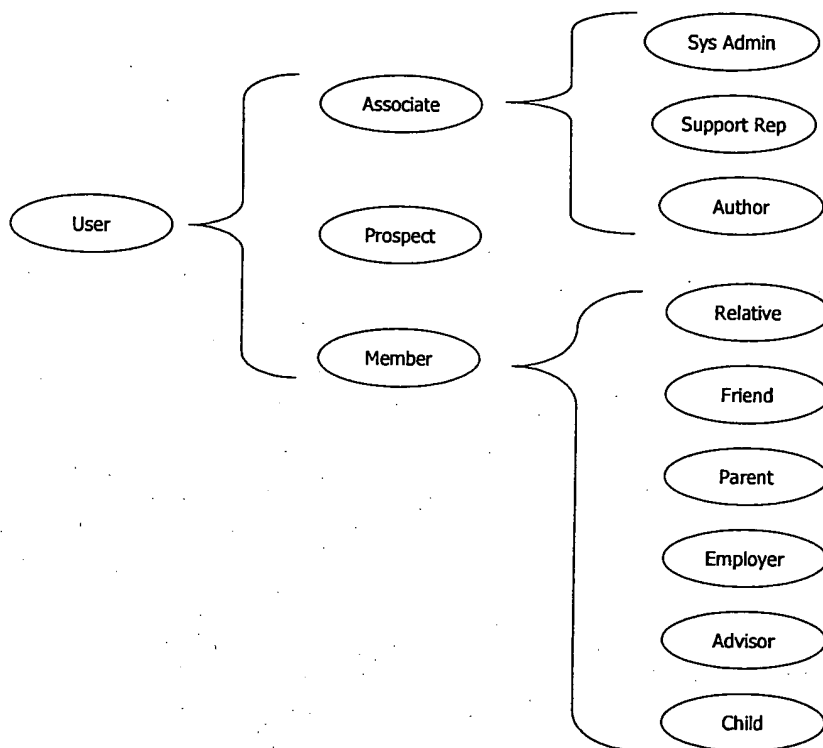 User
Associate
Prospect
Member
Sys Admin
Support Rep
Author
Relative
Friend
Parent
Employer
Advisor
Child